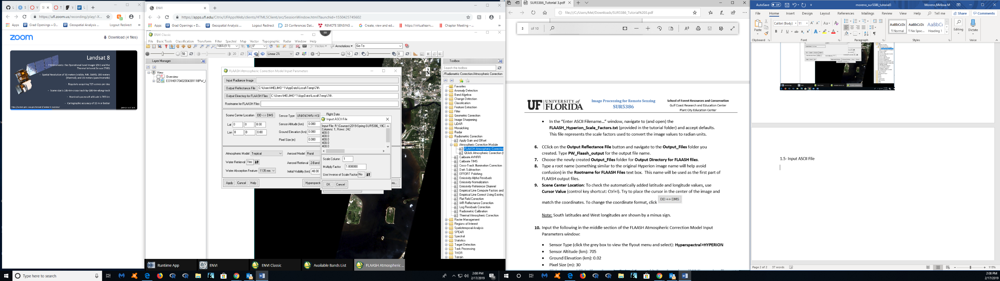 https://ufl.zoom.us/recording/play/-X...
Apps
Grad Openings » D...
Geospatial Analysis ...
Logout Redirect
zoom
Download (4 files)
Landsat 8
2 Instruments: the Operational Land Imager (OLI) and the
Thermal Infrared Sensor (TIRS)
- Spatial Resolution of 30 meters (visible, NIR, SWIR); 100 meters
(thermal); and 15 meters (panchromatic)
- Regularly acquiring 725 scenes per day
- Scene size is 185-km-cross-track-by-180-km-along-track
- Nominal spacecraft altitude is 705 km
- Cartographic accuracy of 12 m or better
ENVI
https://apps.ufl.edu/Citrix/UFAppsWeb/clients/HTML5Client/src/SessionWindow.html?launchid=1550425745602
Apps
Grad Openings » D...
Geospatial Analysis ...
Logout Redirect
23 Conferences Dat...
REMOTE SENSING ...
Create, view and ed...
https://virtuallearn...
Chapter Meeting – ...
ENVI Classic
File Basic Tools Classification Transform Filter Spectral Map Vector Topographic Radar Window Help
100% (1:1)
0°
Vectors
Annotations
Go To
50
20
Linear 2%
10
0
Layer Manager
View
Overview
EO1H0170402004301110PW_L
FLAASH Atmospheric Correction Model Input Parameters
Input Radiance Image
Output Reflectance File C:\Users\MELIMO~1\AppData\Local\Temp\74\
Output Directory for FLAASH Files C:\Users\MELIMO~1\AppData\Local\Temp\74\
Rootname for FLAASH Files
Scene Center Location DD <-> DMS
Lat 0 0 0.00
Lon 0 0 0.00
Sensor Type UNKNOWN-HSI
Sensor Altitude (km) 0.000
Ground Elevation (km) 0.000
Pixel Size (m) 0.000
Flight Date
Atmospheric Model Tropical
Water Retrieval Yes
Water Absorption Feature 1135 nm
Aerosol Model Rural
Aerosol Retrieval 2-Band
Initial Visibility (km) 40.00
Apply Cancel Help
Hyperspectr
re...
Input ASCII File
Input File: R:\Courses\2019-Spring-SUR5386_19C3
Columns: 1, Rows: 242
400.0
400.0
400.0
400.0
400.0
Scale Column 1
Multiply Factor 1.000000
Use Inverse of Scale Factor No
OK Cancel
N
Toolbox
Search the toolbox
/Radiometric Correction/Atmospheric Correction
Favorites
Anomaly Detection
Band Algebra
Change Detection
Classification
Feature Extraction
Filter
Geometric Correction
Image Sharpening
LiDAR
Mosaicking
Radar
Radiometric Correction
Apply Gain and Offset
Atmospheric Correction Module
FLAASH Atmospheric Correction
QUick Atmospheric Correction (
Calibrate AVHRR
Calibrate TIMS
Cross-Track Illumination Correction
Dark Subtraction
EFFORT Polishing
Emissivity Alpha Residuals
Emissivity Normalization
Emissivity Reference Channel
Empirical Line Compute Factors and
Empirical Line Correct Using Existing
Flat Field Correction
IAR Reflectance Correction
Log Residuals Correction
Radiometric Calibration
Thermal Atmospheric Correction
Raster Management
Regions of Interest
Spatiotemporal Analysis
SPEAR
Spectral
Statistics
Target Detection
Task Processing
THOR
Terrain
Runtime App
ENVI
ENVI Classic
Available Bands List
FLAASH Atmospheric ...
SUR5386_Tutorial 3.pdf
file:///C:/Users/Mel/Downloads/SUR5386_Tutorial%203.pdf
3 of 10
UF UNIVERSITY of FLORIDA
Image Processing for Remote Sensing
SUR5386
School of Forest Resources and Conservation
Gulf Coast Research and Education Center
Plant City Education Center
• In the “Enter ASCII Filename...” window, navigate to (and open) the
FLAASH_Hyperion_Scale_Factors.txt (provided in the tutorial folder) and accept defaults.
This file represents the scale factors used to convert the image values to radian units.
6. CClick on the Output Reflectance File button and navigate to the Output_Files folder you
created. Type PW_Flaash_output for the output file name.
7. Choose the newly created Output_Files folder for Output Directory for FLAASH files.
8. Type a root name (something similar to the original Hyperion image name will help avoid
confusion) in the Rootname for FLAASH Files text box. This name will be used as the first part of
FLAASH output files.
9. Scene Center Location: To check the automatically added latitude and longitude values, use
Cursor Value (control key shortcut: Ctrl+I). Try to place the cursor in the center of the image and
match the coordinates. To change the coordinate format, click DD <-> DMS
Note: South latitudes and West longitudes are shown by a minus sign.
10. Input the following in the middle section of the FLAASH Atmospheric Correction Model Input
Parameters window:
• Sensor Type (click the grey box to view the flyout menu and select): Hyperspectral>HYPERION
• Sensor Altitude (km): 705
• Ground Elevation (km): 0.02
• Pixel Size (m): 30
AutoSave Off
moreno_sur5386_tutorial3
Moreno,Melissa M
File Home Insert Design Layout References Mailings Review View Help Tell me Share Comments
Paste
Clipboard
Calibri (Body) 11
Font
Paragraph
AaBbCcDc AaBbCcDc AaBbCc
¶ Normal ¶ No Spac... Heading 1
Styles
Editing
Dictate
Voice
1.5- Input ASCII File
Page 2 of 2 37 words
115%
Type here to search
2:08 PM
2/17/2019
2:08 PM
2/17/2019